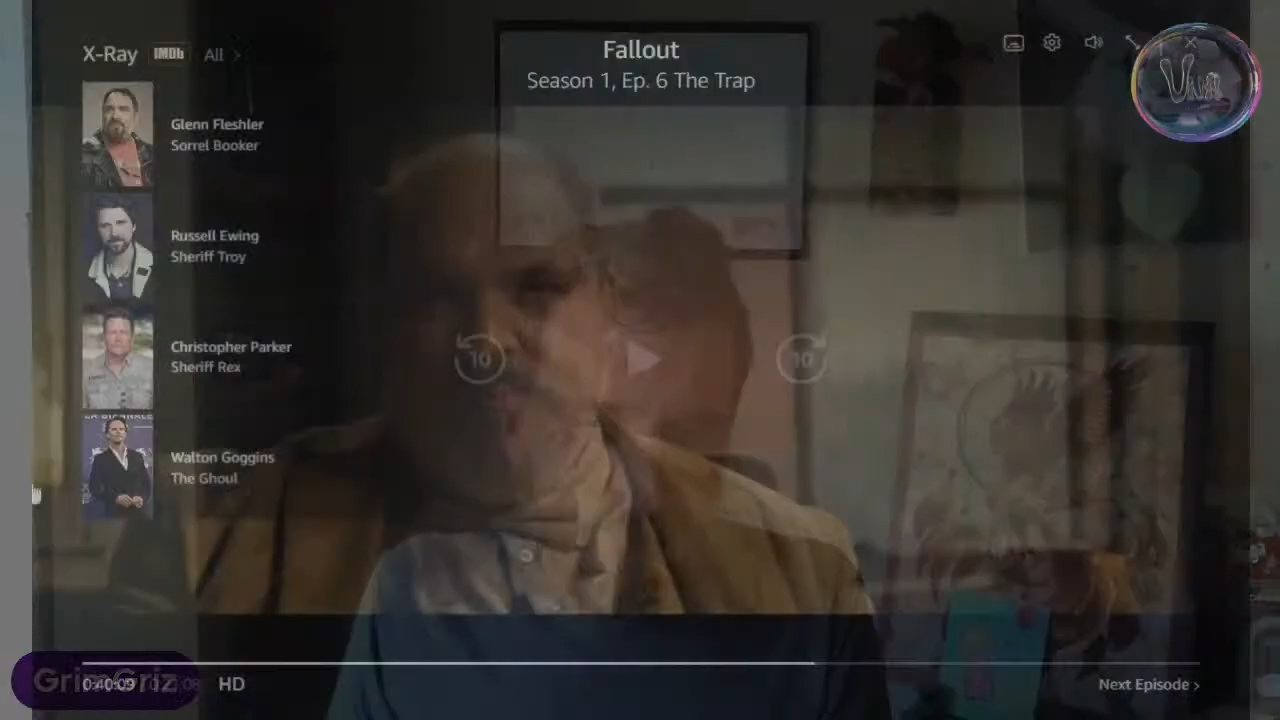 X-Ray IMDb All
Fallout
Season 1, Ep. 6 The Trap
Glenn Fleshler
Sorrel Booker
Russell Ewing
Sheriff Troy
Christopher Parker
Sheriff Rex
Walton Goggins
The Ghoul
10
10
GrimGriz
0:40:09
HD
Next Episode